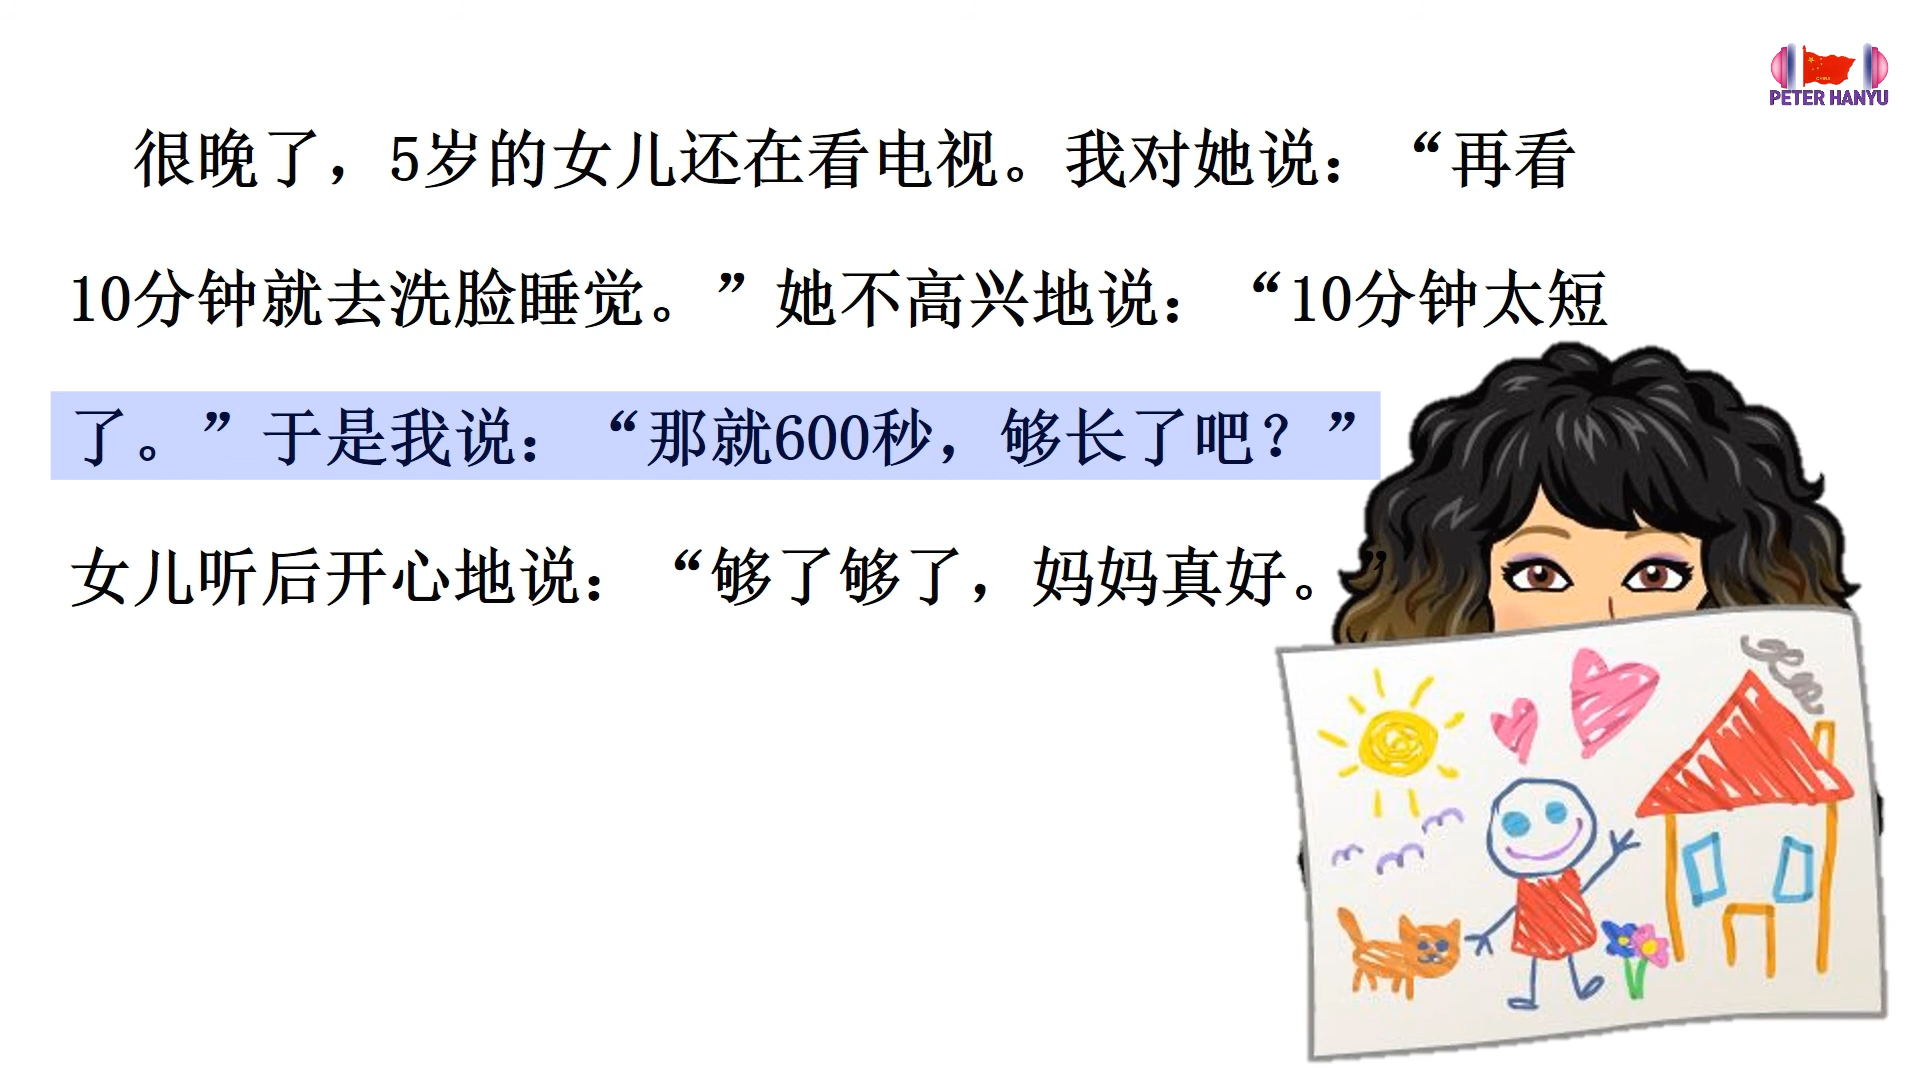 PETER HANYU
很晚了，5岁的女儿还在看电视。我对她说：“再看
10分钟就去洗脸睡觉。”她不高兴地说：“10分钟太短
了。”于是我说：“那就600秒，够长了吧？”
女儿听后开心地说：“够了够了，妈妈真好。”